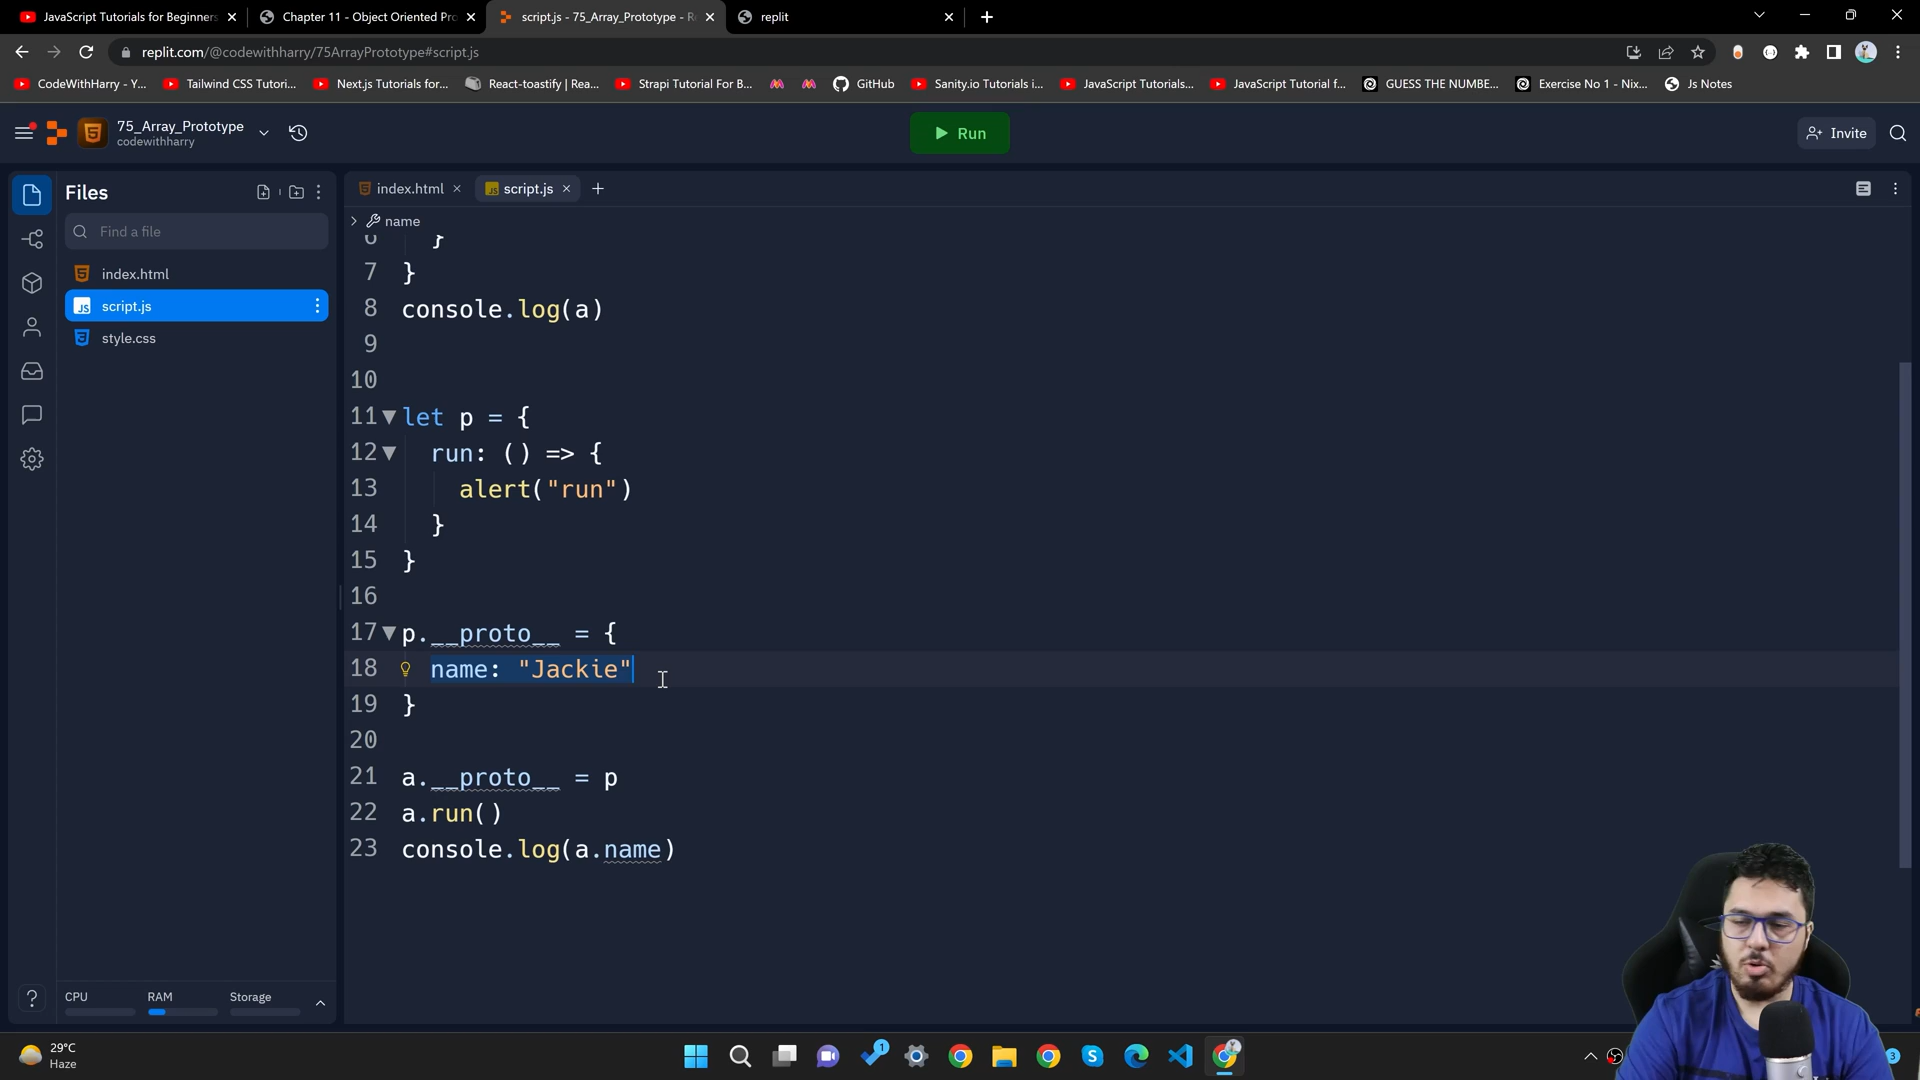 JavaScript Tutorials for Beginners
Chapter 11 - Object Oriented Pro
script.js - 75_Array_Prototype - R
replit
replit.com/@codewithharry/75ArrayPrototype#script.js
CodeWithHarry - Y...
Tailwind CSS Tutori...
Next.js Tutorials for...
React-toastify | Rea...
Strapi Tutorial For B...
GitHub
Sanity.io Tutorials i...
JavaScript Tutorials...
JavaScript Tutorial f...
GUESS THE NUMBE...
Exercise No 1 - Nix...
Js Notes
75_Array_Prototype
codewithharry
Run
Invite
Files
index.html
script.js
Find a file
name
index.html
script.js
style.css
6 }
7 }
8 console.log(a)
9
10
11 let p = {
12 run: () => {
13 alert("run")
14 }
15 }
16
17 p.__proto__ = {
18 name: "Jackie"
19 }
20
21 a.__proto__ = p
22 a.run()
23 console.log(a.name)
CPU
RAM
Storage
29°C
Haze
1
3